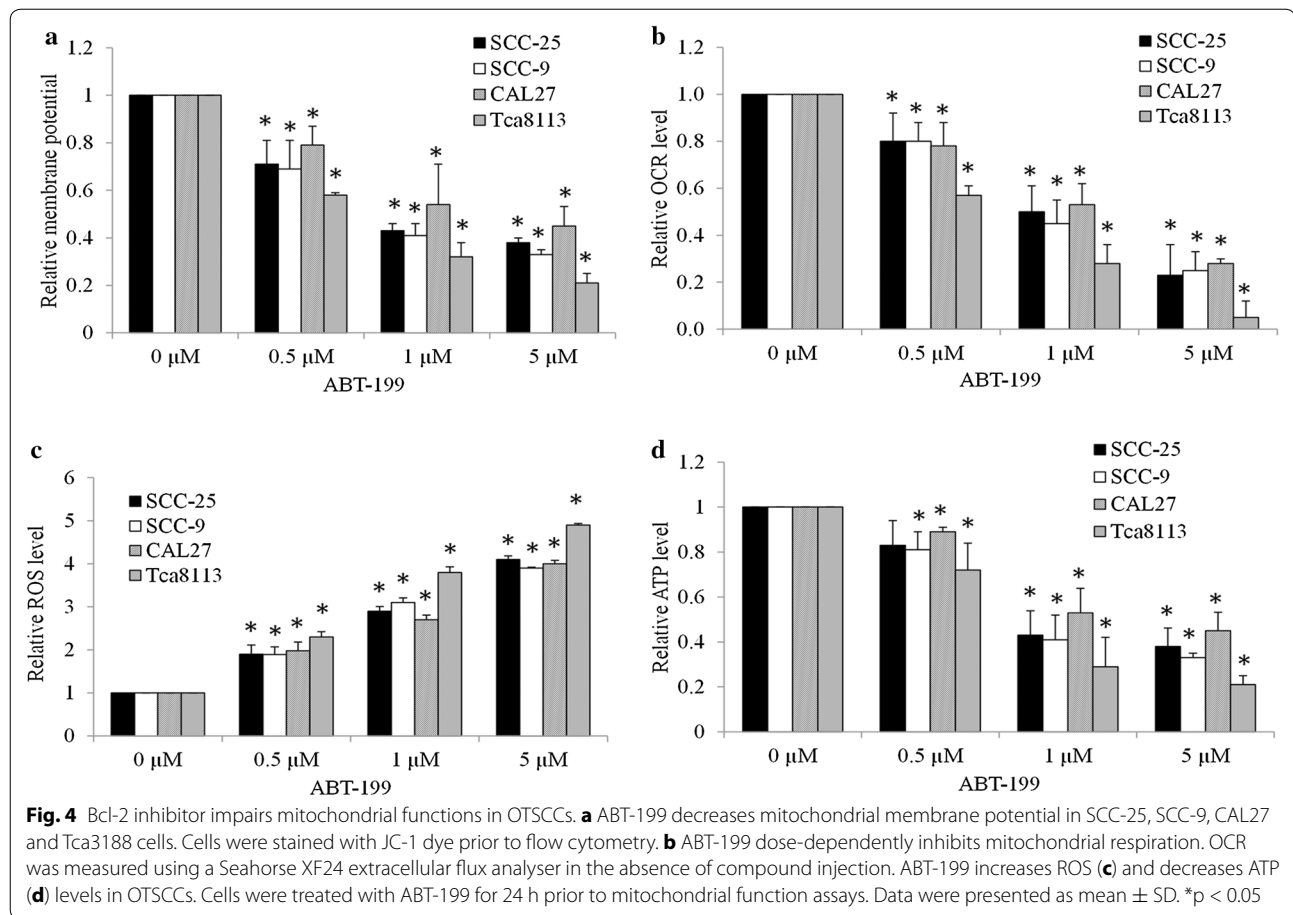 a
1.2
1
0.8
0.6
0.4
0.2
0
Relative membrane potential
SCC-25
SCC-9
CAL27
Tca8113
* * * *
* * * *
* * * *
0 μM 0.5 μM 1 μM 5 μM
ABT-199
b
1.2
1.0
0.8
0.6
0.4
0.2
0.0
Relative OCR level
SCC-25
SCC-9
CAL27
Tca8113
* * * *
* * * *
* * * *
0 μM 0.5 μM 1 μM 5 μM
ABT-199
c
6
5
4
3
2
1
0
Relative ROS level
SCC-25
SCC-9
CAL27
Tca8113
* * * *
* * * *
* * * *
0 μM 0.5 μM 1 μM 5 μM
ABT-199
d
1.2
1
0.8
0.6
0.4
0.2
0
Relative ATP level
SCC-25
SCC-9
CAL27
Tca8113
* * *
* * * *
* * * *
0 μM 0.5 μM 1 μM 5 μM
ABT-199
Fig. 4 Bcl-2 inhibitor impairs mitochondrial functions in OTSCCs. a ABT-199 decreases mitochondrial membrane potential in SCC-25, SCC-9, CAL27
and Tca3188 cells. Cells were stained with JC-1 dye prior to flow cytometry. b ABT-199 dose-dependently inhibits mitochondrial respiration. OCR
was measured using a Seahorse XF24 extracellular flux analyser in the absence of compound injection. ABT-199 increases ROS (c) and decreases ATP
(d) levels in OTSCCs. Cells were treated with ABT-199 for 24 h prior to mitochondrial function assays. Data were presented as mean ± SD. *p < 0.05